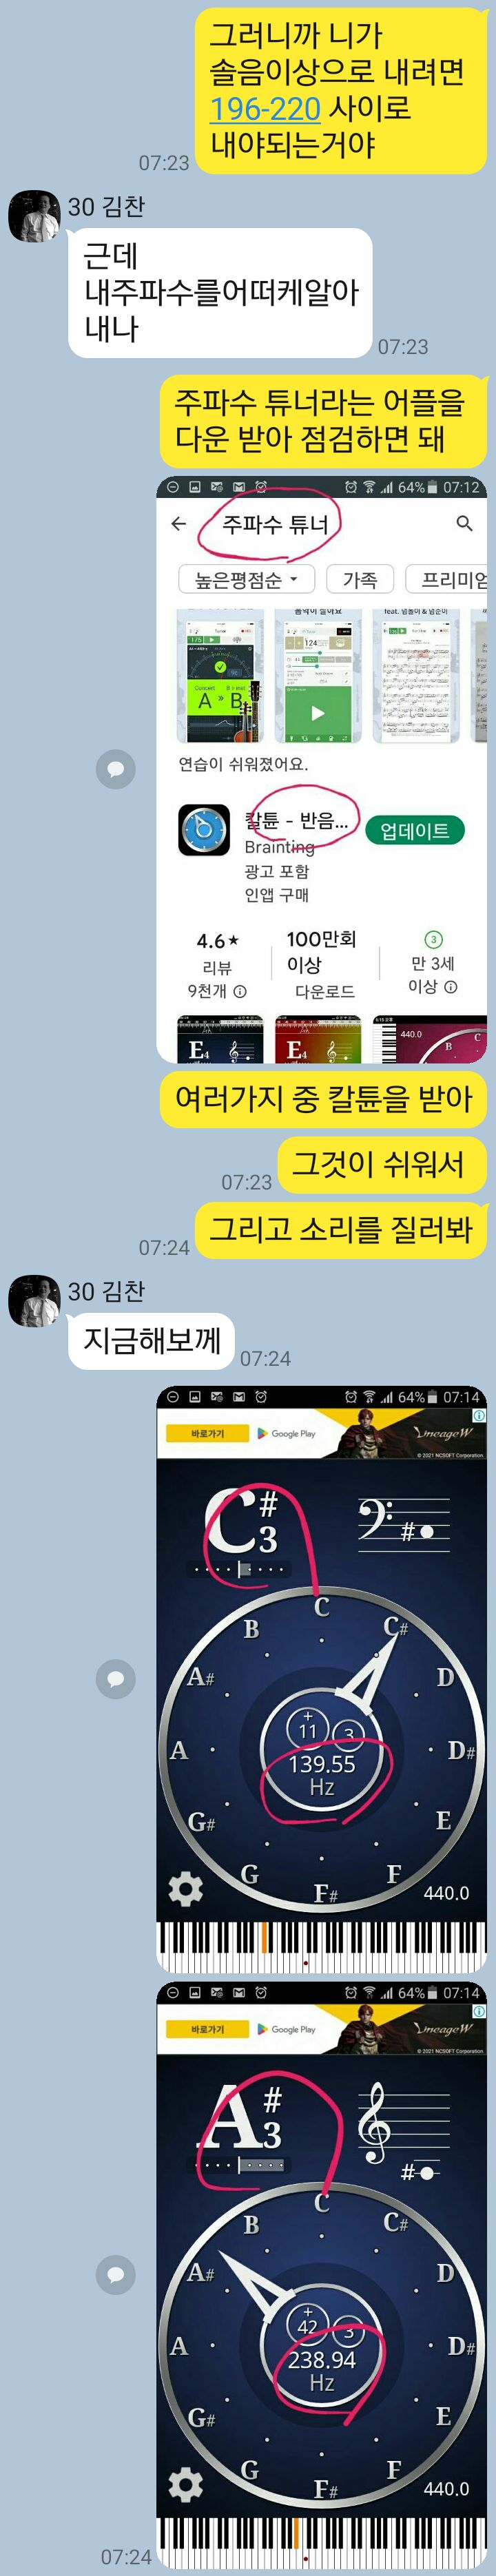 그러니까 니가
솔음이상으로 내려면
196-220 사이로
내야되는거야
07:23
30 김찬
근데
내주파수를어떠케알아
내나
07:23
주파수 튜너라는 어플을
다운 받아 점검하면 돼
64% 07:12
주파수 튜너
높은평점순
가족
프리미엄
연습이 쉬워졌어요.
칼튠 - 반음...
Brainting
업데이트
광고 포함
인앱 구매
4.6★
100만회
이상
3
리뷰
9천개
다운로드
만 3세
이상
E4
E4
440.0
B
C
여러가지 중 칼튠을 받아
그것이 쉬워서
07:23
그리고 소리를 질러봐
07:24
30 김찬
지금해보께
07:24
64% 07:14
바로가기
Google Play
LineageW
© 2021 NCSOFT Corporation.
C#3
#
C
B
C#
A#
D
+
11
3
A
139.55
D#
Hz
G#
E
G
F
F#
440.0
64% 07:14
바로가기
Google Play
LineageW
© 2021 NCSOFT Corporation.
A#3
#
C
B
C#
A#
D
+
42
3
A
238.94
D#
Hz
G#
E
G
F
F#
440.0
07:24